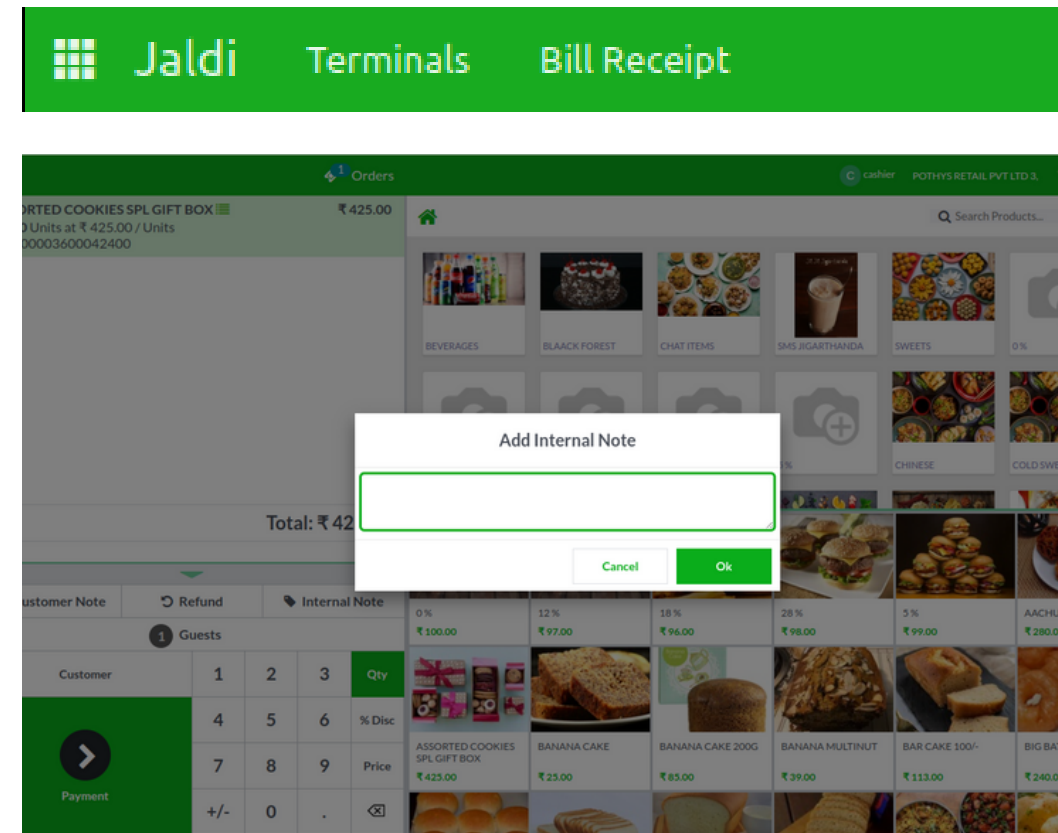 Jaldi Terminals Bill Receipt
1 Orders
C cashier POTHYS RETAIL PVT LTD 3,
ORTED COOKIES SPL GIFT BOX ₹ 425.00
0 Units at ₹ 425.00 / Units
00003600042400
Search Products...
BEVERAGES BLAACK FOREST CHAT ITEMS SMS JIGARTHANDA SWEETS 0 %
Add Internal Note
CHINESE COLD SWE
Total: ₹ 42
Cancel Ok
ustomer Note Refund Internal Note
0 % 12 % 18 % 28 % 5 % AACHU
₹ 100.00 ₹ 97.00 ₹ 96.00 ₹ 98.00 ₹ 99.00 ₹ 280.0
1 Guests
Customer 1 2 3 Qty
4 5 6 % Disc
ASSORTED COOKIES SPL GIFT BOX BANANA CAKE BANANA CAKE 200G BANANA MULTINUT BAR CAKE 100/- BIG BA
₹ 425.00 ₹ 25.00 ₹ 85.00 ₹ 39.00 ₹ 113.00 ₹ 240.0
7 8 9 Price
Payment
+/- 0 .